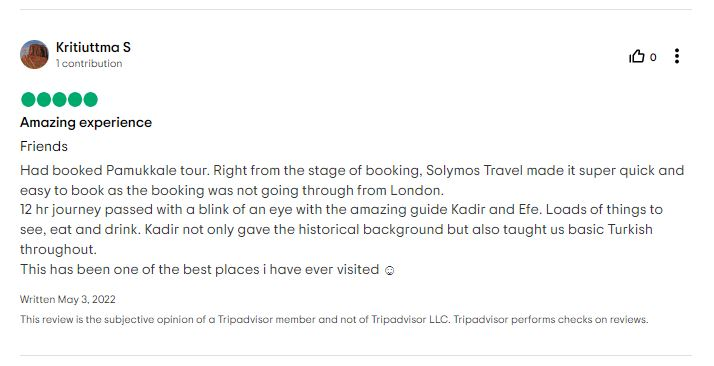 Kritiuttma S
1 contribution
0
Amazing experience
Friends
Had booked Pamukkale tour. Right from the stage of booking, Solymos Travel made it super quick and
easy to book as the booking was not going through from London.
12 hr journey passed with a blink of an eye with the amazing guide Kadir and Efe. Loads of things to
see, eat and drink. Kadir not only gave the historical background but also taught us basic Turkish
throughout.
This has been one of the best places i have ever visited ☺
Written May 3, 2022
This review is the subjective opinion of a Tripadvisor member and not of Tripadvisor LLC. Tripadvisor performs checks on reviews.